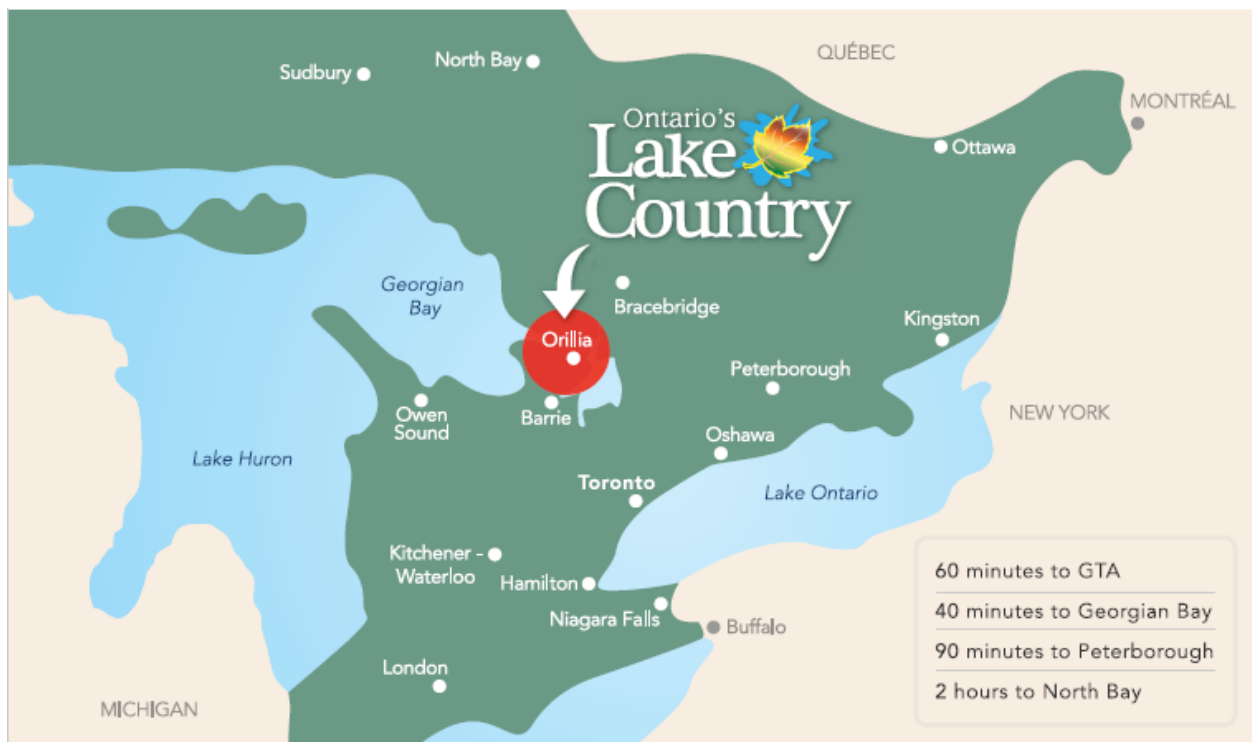 QUÉBEC
North Bay
Sudbury
MONTRÉAL
Ontario's
Lake
Country
Ottawa
Georgian
Bay
Bracebridge
Kingston
Orillia
Peterborough
Owen
Sound
Barrie
NEW YORK
Oshawa
Lake Huron
Toronto
Lake Ontario
Kitchener -
Waterloo
Hamilton
Niagara Falls
Buffalo
London
MICHIGAN
60 minutes to GTA
40 minutes to Georgian Bay
90 minutes to Peterborough
2 hours to North Bay